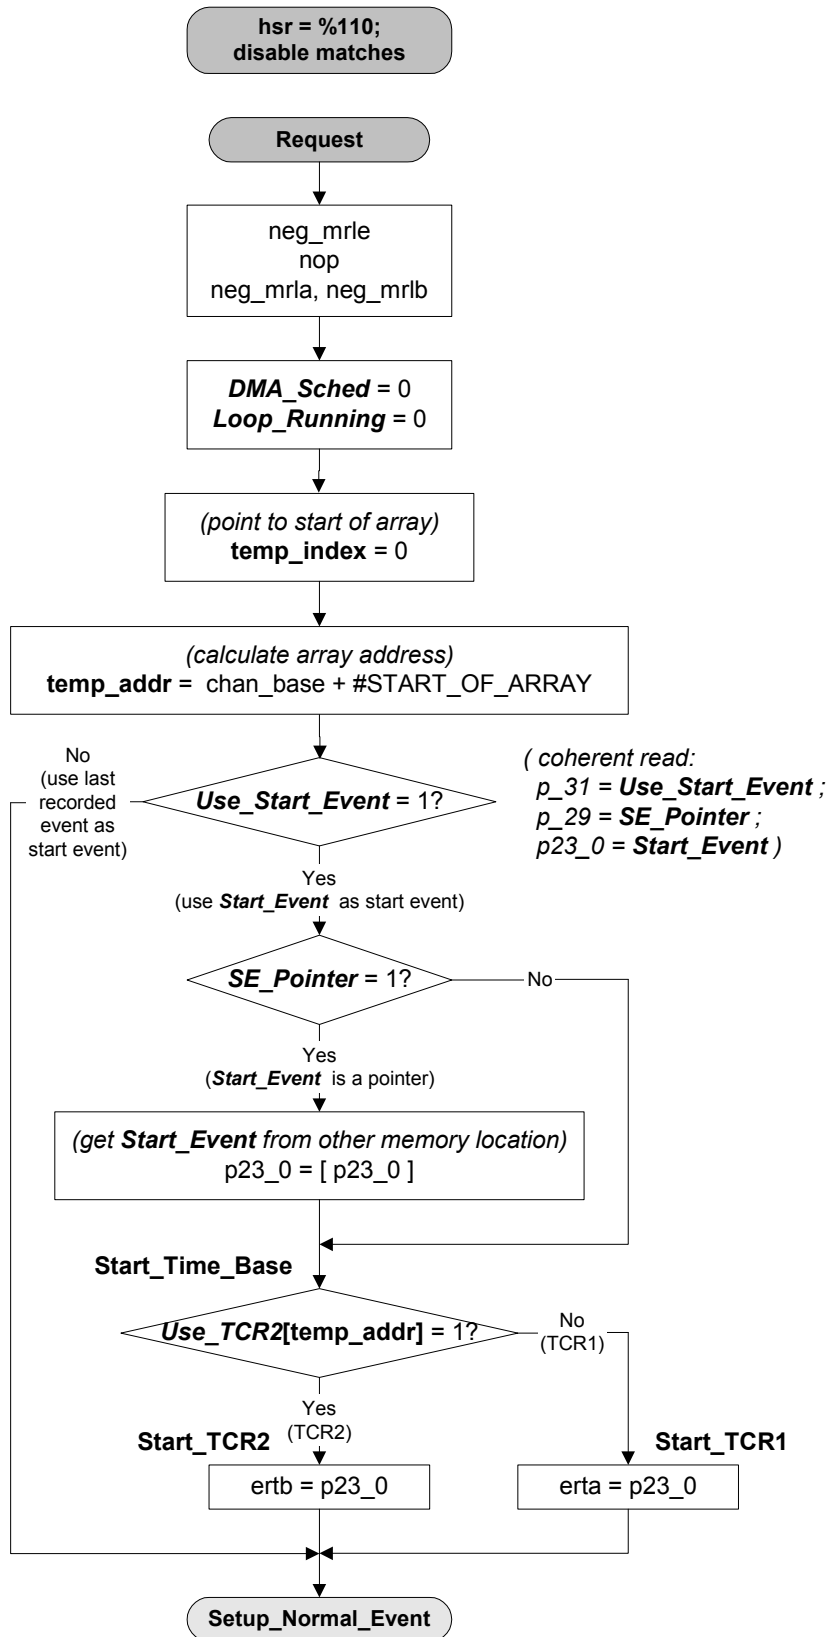 hsr = %110;
disable matches
Request
neg_mrle
nop
neg_mrla, neg_mrlb
DMA_Sched = 0
Loop_Running = 0
(point to start of array)
temp_index = 0
(calculate array address)
temp_addr = chan_base + #START_OF_ARRAY
No
(use last
recorded
event as
start event)
Use_Start_Event = 1?
( coherent read:
p_31 = Use_Start_Event ;
p_29 = SE_Pointer ;
p23_0 = Start_Event )
Yes
(use Start_Event as start event)
SE_Pointer = 1?
No
Yes
(Start_Event is a pointer)
(get Start_Event from other memory location)
p23_0 = [ p23_0 ]
Start_Time_Base
Use_TCR2[temp_addr] = 1?
No
(TCR1)
Yes
(TCR2)
Start_TCR2
Start_TCR1
ertb = p23_0
erta = p23_0
Setup_Normal_Event